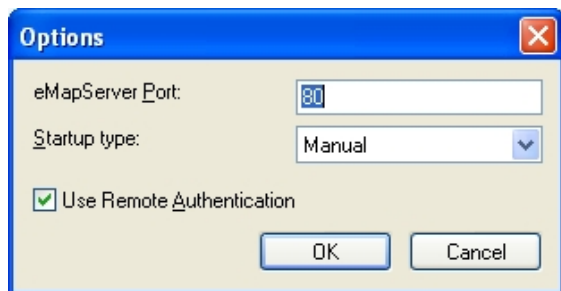 Options
eMapServer Port:
80
Startup type:
Manual
Use Remote Authentication
OK
Cancel